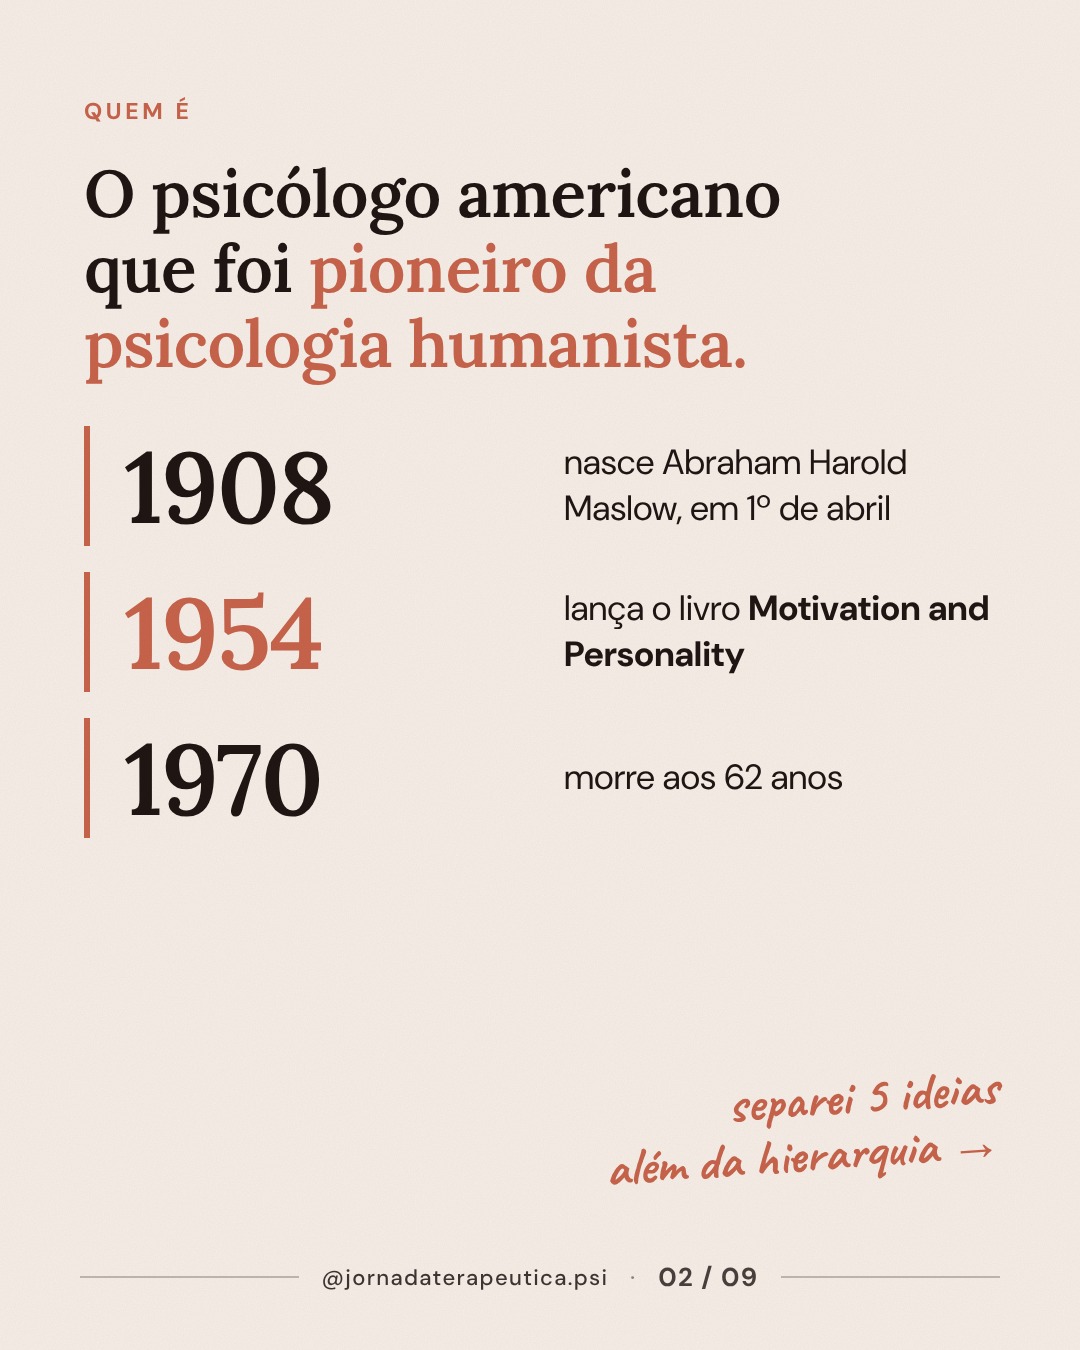 QUEM É
O psicólogo americano
que foi pioneiro da
psicologia humanista.
1908
nasce Abraham Harold
Maslow, em 1º de abril
1954
lança o livro Motivation and
Personality
1970
morre aos 62 anos
separei 5 ideias
além da hierarquia →
@jornadaterapeutica.psi · 02 / 09